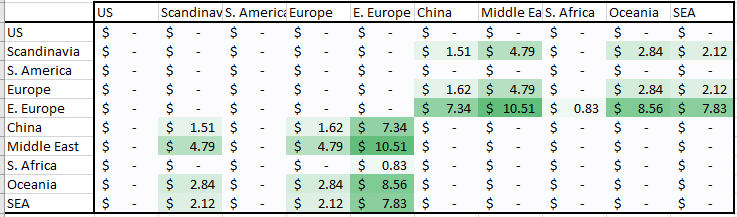 US Scandinav S. America Europe E. Europe China Middle Ea S. Africa Oceania SEA
US $ - $ - $ - $ - $ - $ - $ - $ - $ - $ -
Scandinavia $ - $ - $ - $ - $ - $ 1.51 $ 4.79 $ - $ 2.84 $ 2.12
S. America $ - $ - $ - $ - $ - $ - $ - $ - $ - $ -
Europe $ - $ - $ - $ - $ - $ 1.62 $ 4.79 $ - $ 2.84 $ 2.12
E. Europe $ - $ - $ - $ - $ - $ 7.34 $ 10.51 $ 0.83 $ 8.56 $ 7.83
China $ - $ 1.51 $ - $ 1.62 $ 7.34 $ - $ - $ - $ - $ -
Middle East $ - $ 4.79 $ - $ 4.79 $ 10.51 $ - $ - $ - $ - $ -
S. Africa $ - $ - $ - $ - $ 0.83 $ - $ - $ - $ - $ -
Oceania $ - $ 2.84 $ - $ 2.84 $ 8.56 $ - $ - $ - $ - $ -
SEA $ - $ 2.12 $ - $ 2.12 $ 7.83 $ - $ - $ - $ - $ -